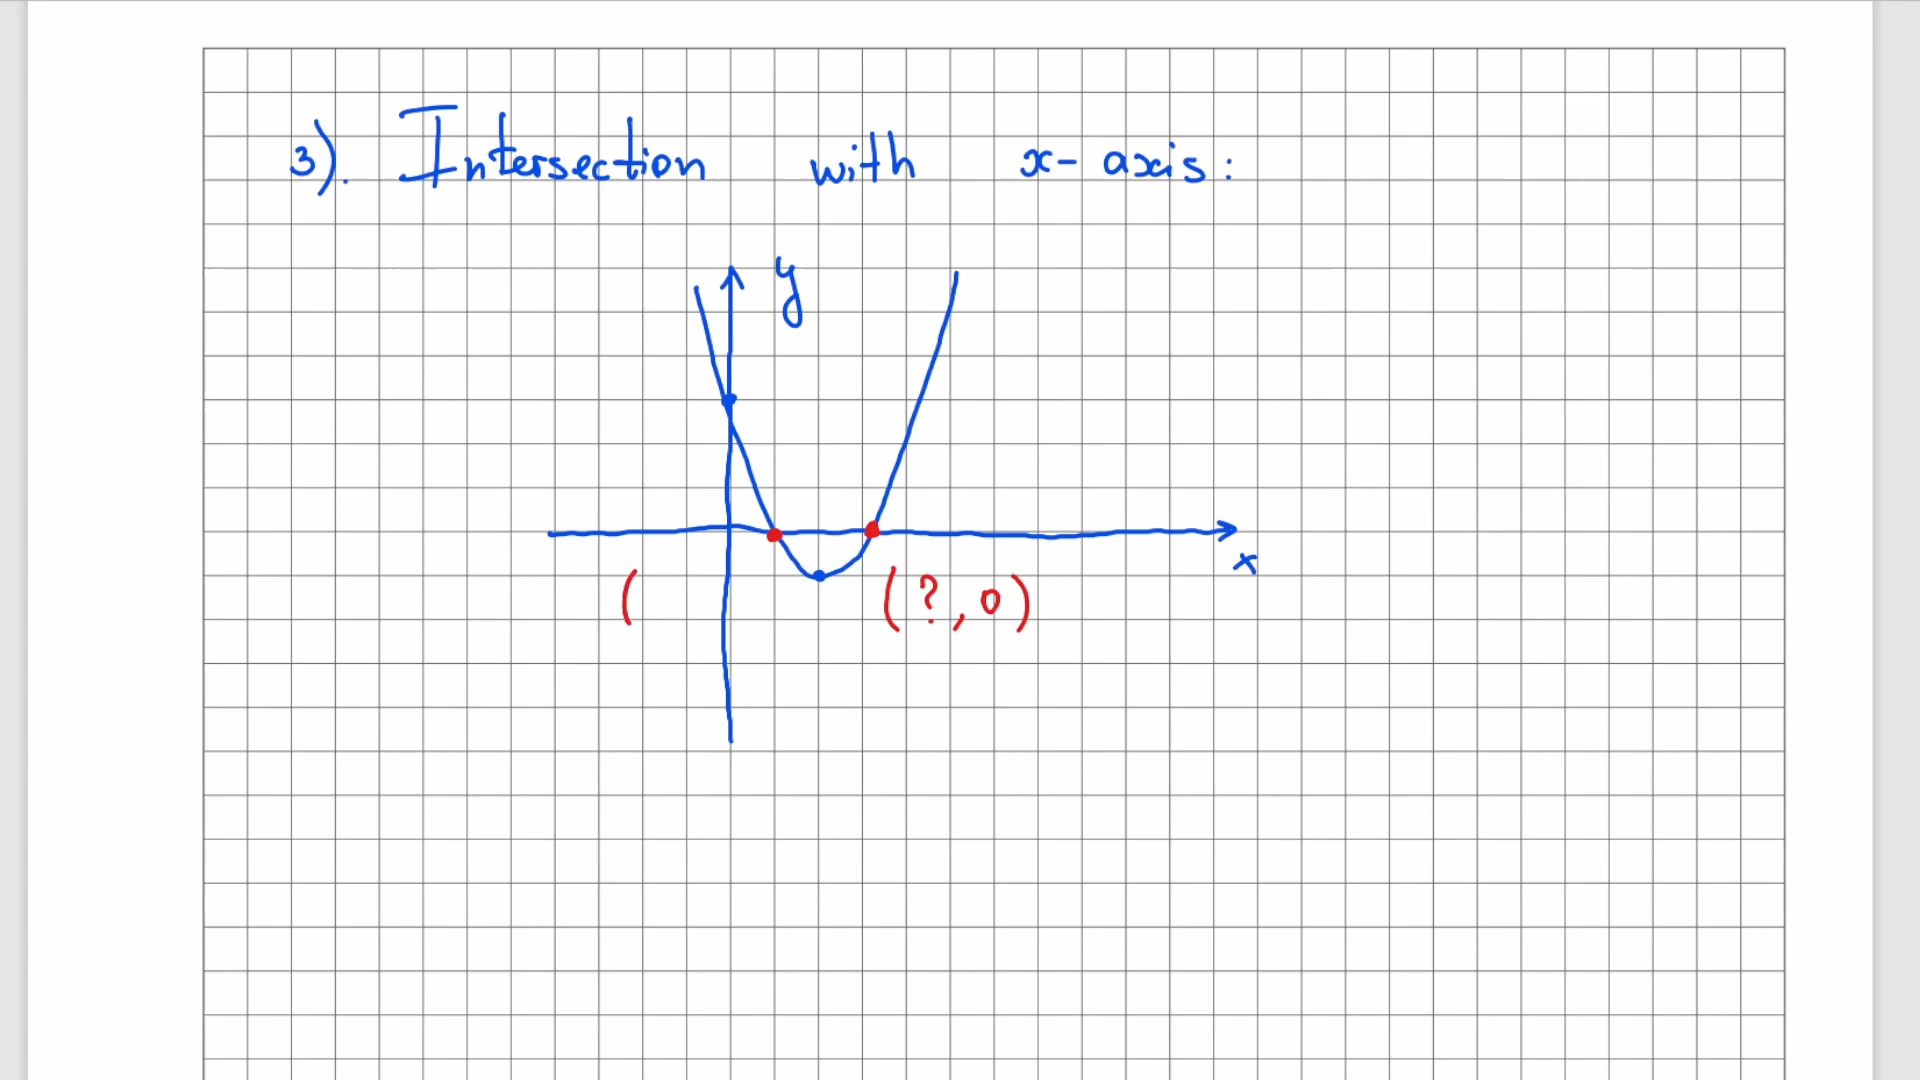 3). Intersection with x- axis:
y
x
(
(?, 0)